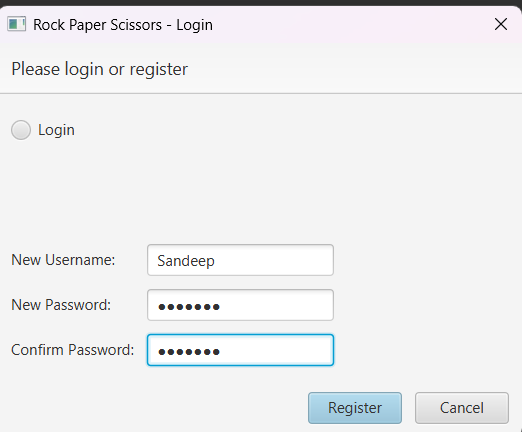 Rock Paper Scissors - Login
Please login or register
Login
New Username: Sandeep
New Password: ●●●●●●●
Confirm Password: ●●●●●●●
Register Cancel